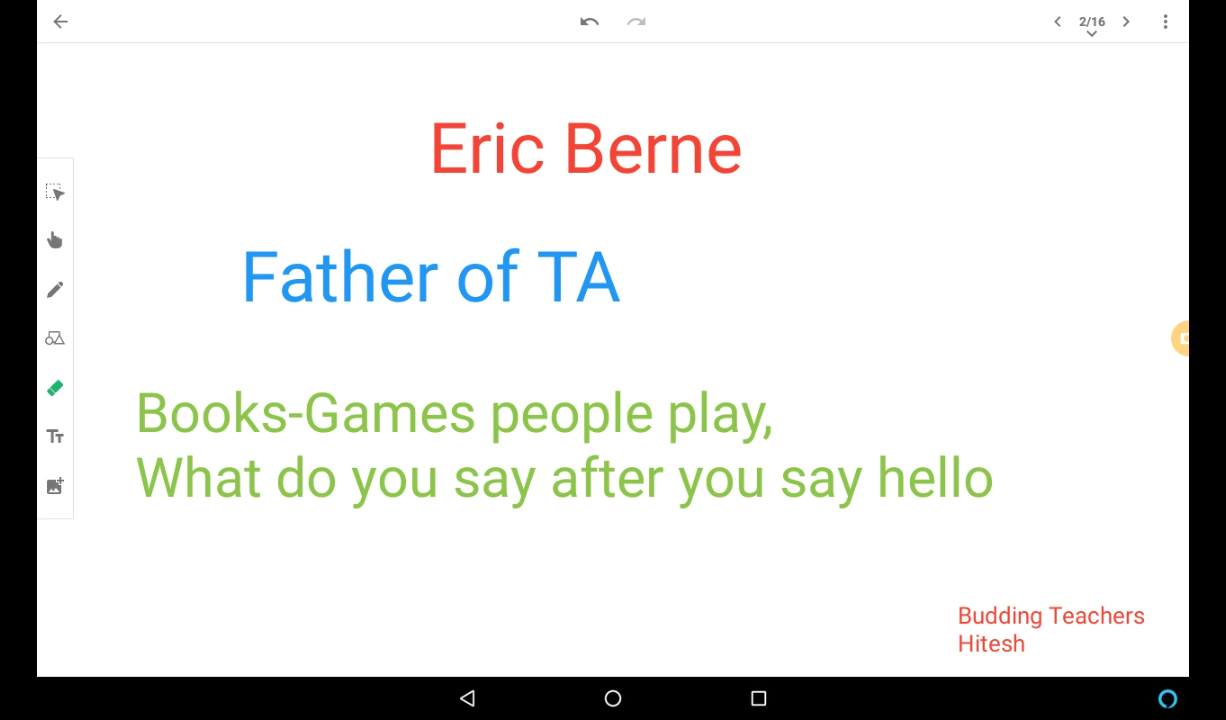 2/16
Eric Berne
Father of TA
Books-Games people play,
What do you say after you say hello
Budding Teachers
Hitesh